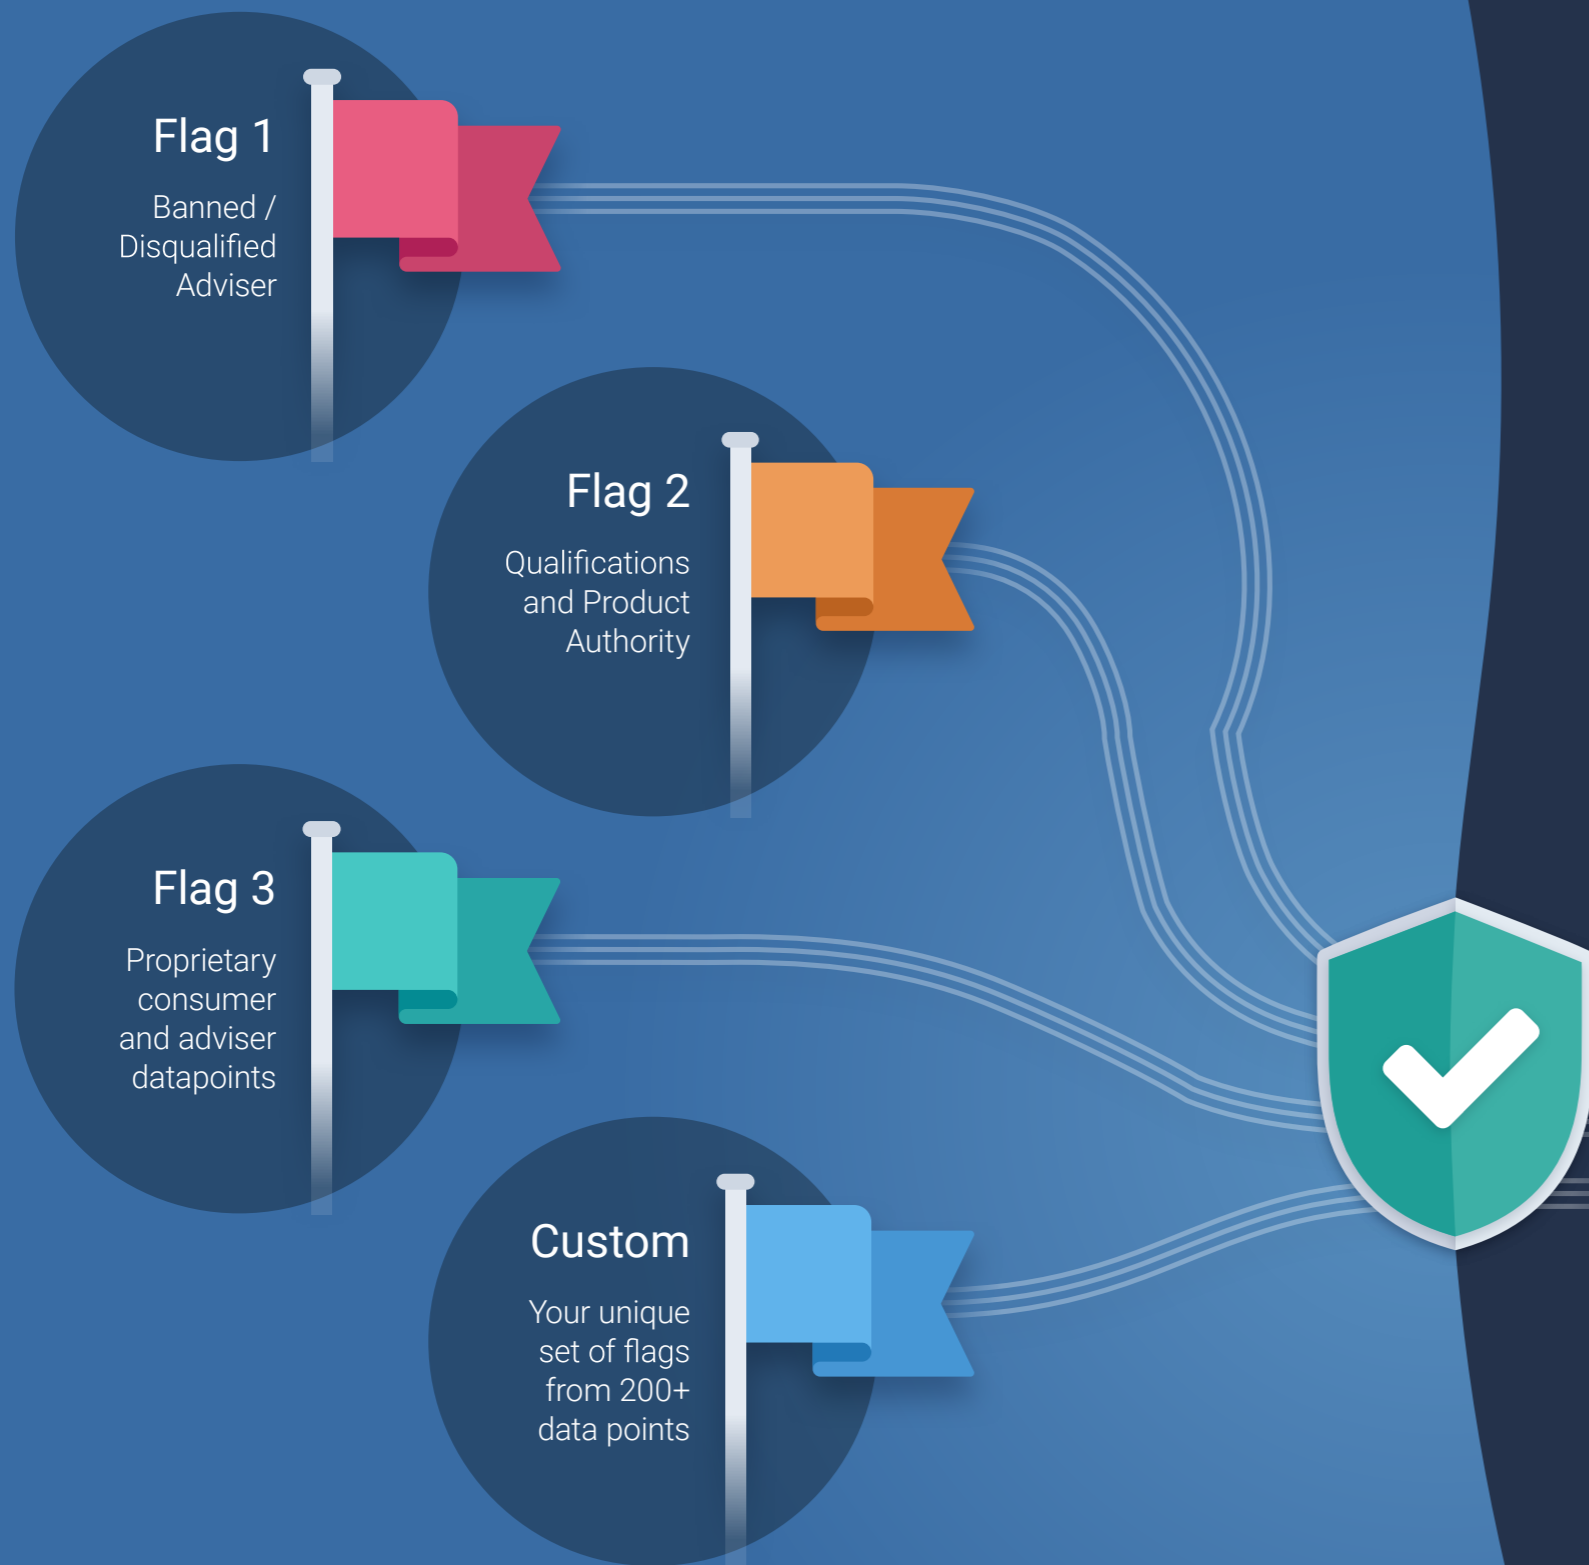 Flag 1
Banned /
Disqualified
Adviser
Flag 2
Qualifications
and Product
Authority
Flag 3
Proprietary
consumer
and adviser
datapoints
Custom
Your unique
set of flags
from 200+
data points